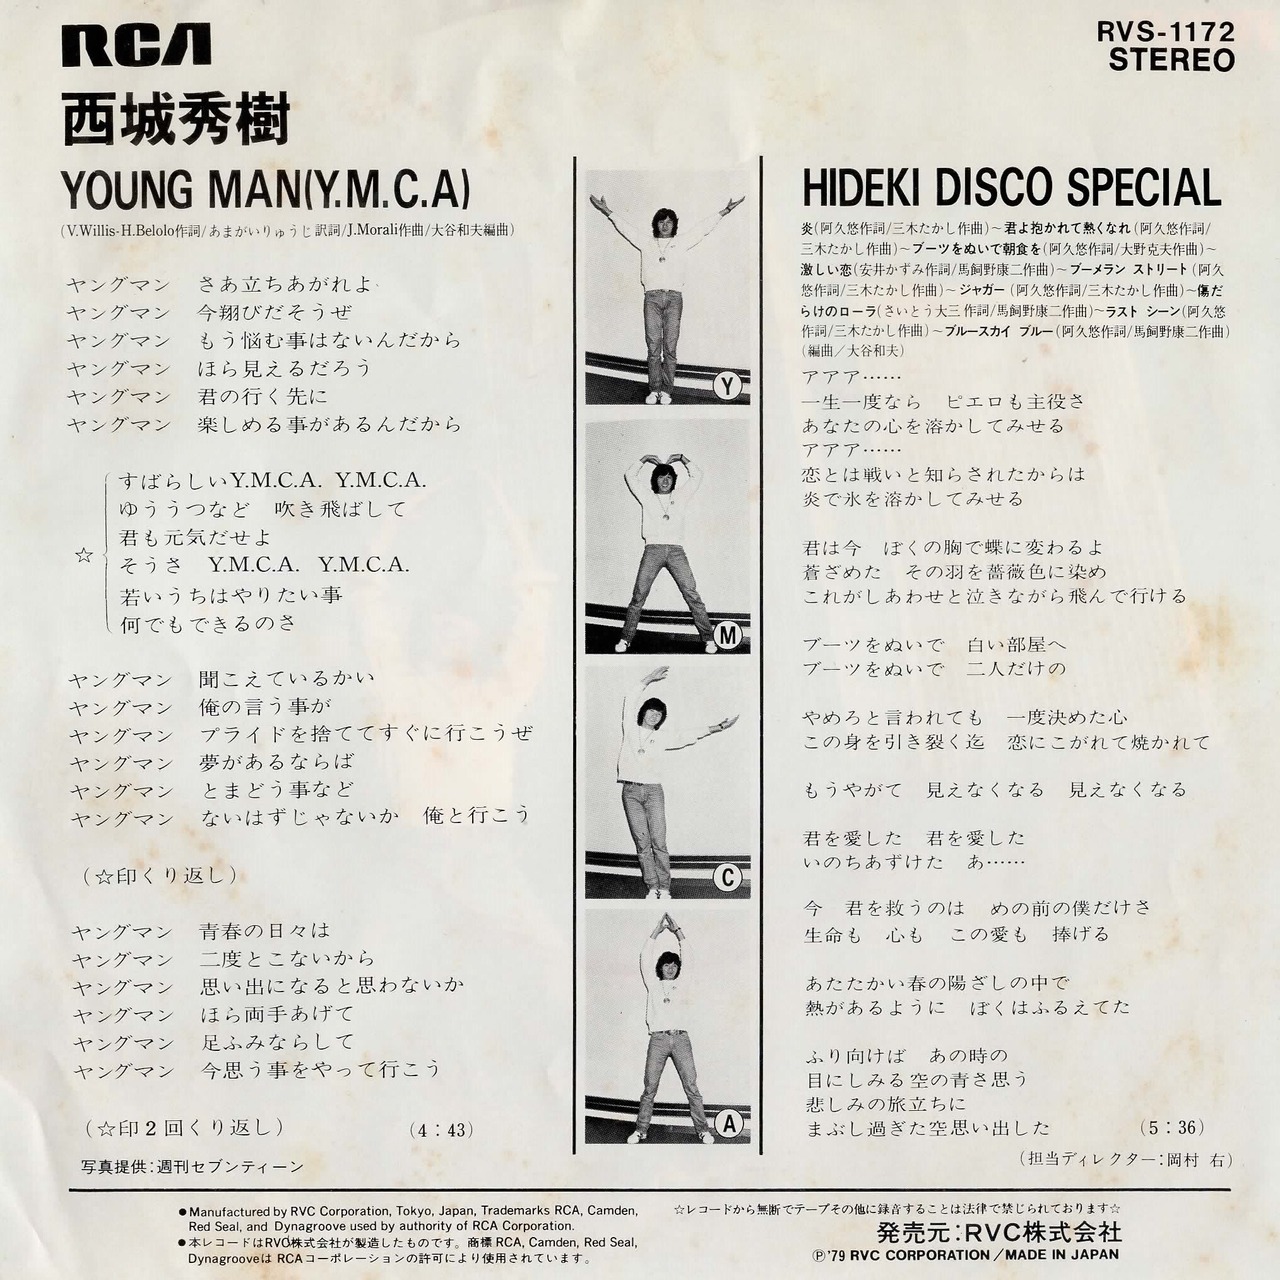 RCA
RVS-1172
STEREO
西城秀樹
YOUNG MAN(Y.M.C.A)
(V.Willis-H.Belolo作詞/あまがいりゅうじ訳詞/J.Morali作曲/大谷和夫編曲)
ヤングマン さあ立ちあがれよ
ヤングマン 今翔びだそうぜ
ヤングマン もう悩む事はないんだから
ヤングマン ほら見えるだろう
ヤングマン 君の行く先に
ヤングマン 楽しめる事があるんだから
すばらしいY.M.C.A. Y.M.C.A.
ゆううつなど 吹き飛ばして
君も元気だせよ
☆ そうさ Y.M.C.A. Y.M.C.A.
若いうちはやりたい事
何でもできるのさ
ヤングマン 聞こえているかい
ヤングマン 俺の言う事が
ヤングマン プライドを捨ててすぐに行こうぜ
ヤングマン 夢があるならば
ヤングマン とまどう事など
ヤングマン ないはずじゃないか 俺と行こう
(☆印くり返し)
ヤングマン 青春の日々は
ヤングマン 二度とこないから
ヤングマン 思い出になると思わないか
ヤングマン ほら両手あげて
ヤングマン 足ふみならして
ヤングマン 今思う事をやって行こう
(☆印2回くり返し) (4:43)
写真提供:週刊セブンティーン
Y
M
C
A
HIDEKI DISCO SPECIAL
炎(阿久悠作詞/三木たかし作曲)~君よ抱かれて熱くなれ(阿久悠作詞/
三木たかし作曲)~ブーツをぬいで朝食を(阿久悠作詞/大野克夫作曲)~
激しい恋(安井かずみ作詞/馬飼野康二作曲)~ブーメラン ストリート(阿久
悠作詞/三木たかし作曲)~ジャガー(阿久悠作詞/三木たかし作曲)~傷だ
らけのローラ(さいとう大三作詞/馬飼野康二作曲)~ラスト シーン(阿久悠
作詞/三木たかし作曲)~ブルースカイ ブルー(阿久悠作詞/馬飼野康二作曲)
(編曲/大谷和夫)
アアア……
一生一度なら ピエロも主役さ
あなたの心を溶かしてみせる
アアア……
恋とは戦いと知らされたからは
炎で氷を溶かしてみせる
君は今 ぼくの胸で蝶に変わるよ
蒼ざめた その羽を薔薇色に染め
これがしあわせと泣きながら飛んで行ける
ブーツをぬいで 白い部屋へ
ブーツをぬいで 二人だけの
やめろと言われても 一度決めた心
この身を引き裂く迄 恋にこがれて焼かれて
もうやがて 見えなくなる 見えなくなる
君を愛した 君を愛した
いのちあずけた あ……
今 君を救うのは めの前の僕だけさ
生命も 心も この愛も 捧げる
あたたかい春の陽ざしの中で
熱があるように ぼくはふるえてた
ふり向けば あの時の
目にしみる空の青さ思う
悲しみの旅立ちに
まぶし過ぎた空思い出した (5:36)
(担当ディレクター:岡村 右)
●Manufactured by RVC Corporation, Tokyo, Japan, Trademarks RCA, Camden,
Red Seal, and Dynagroove used by authority of RCA Corporation.
●本レコードはRVC株式会社が製造したものです。商標RCA, Camden, Red Seal,
DynagrooveはRCAコーポレーションの許可により使用されています。
☆レコードから無断でテープその他に録音することは法律で禁じられております☆
発売元:RVC株式会社
Ⓟ'79 RVC CORPORATION/MADE IN JAPAN